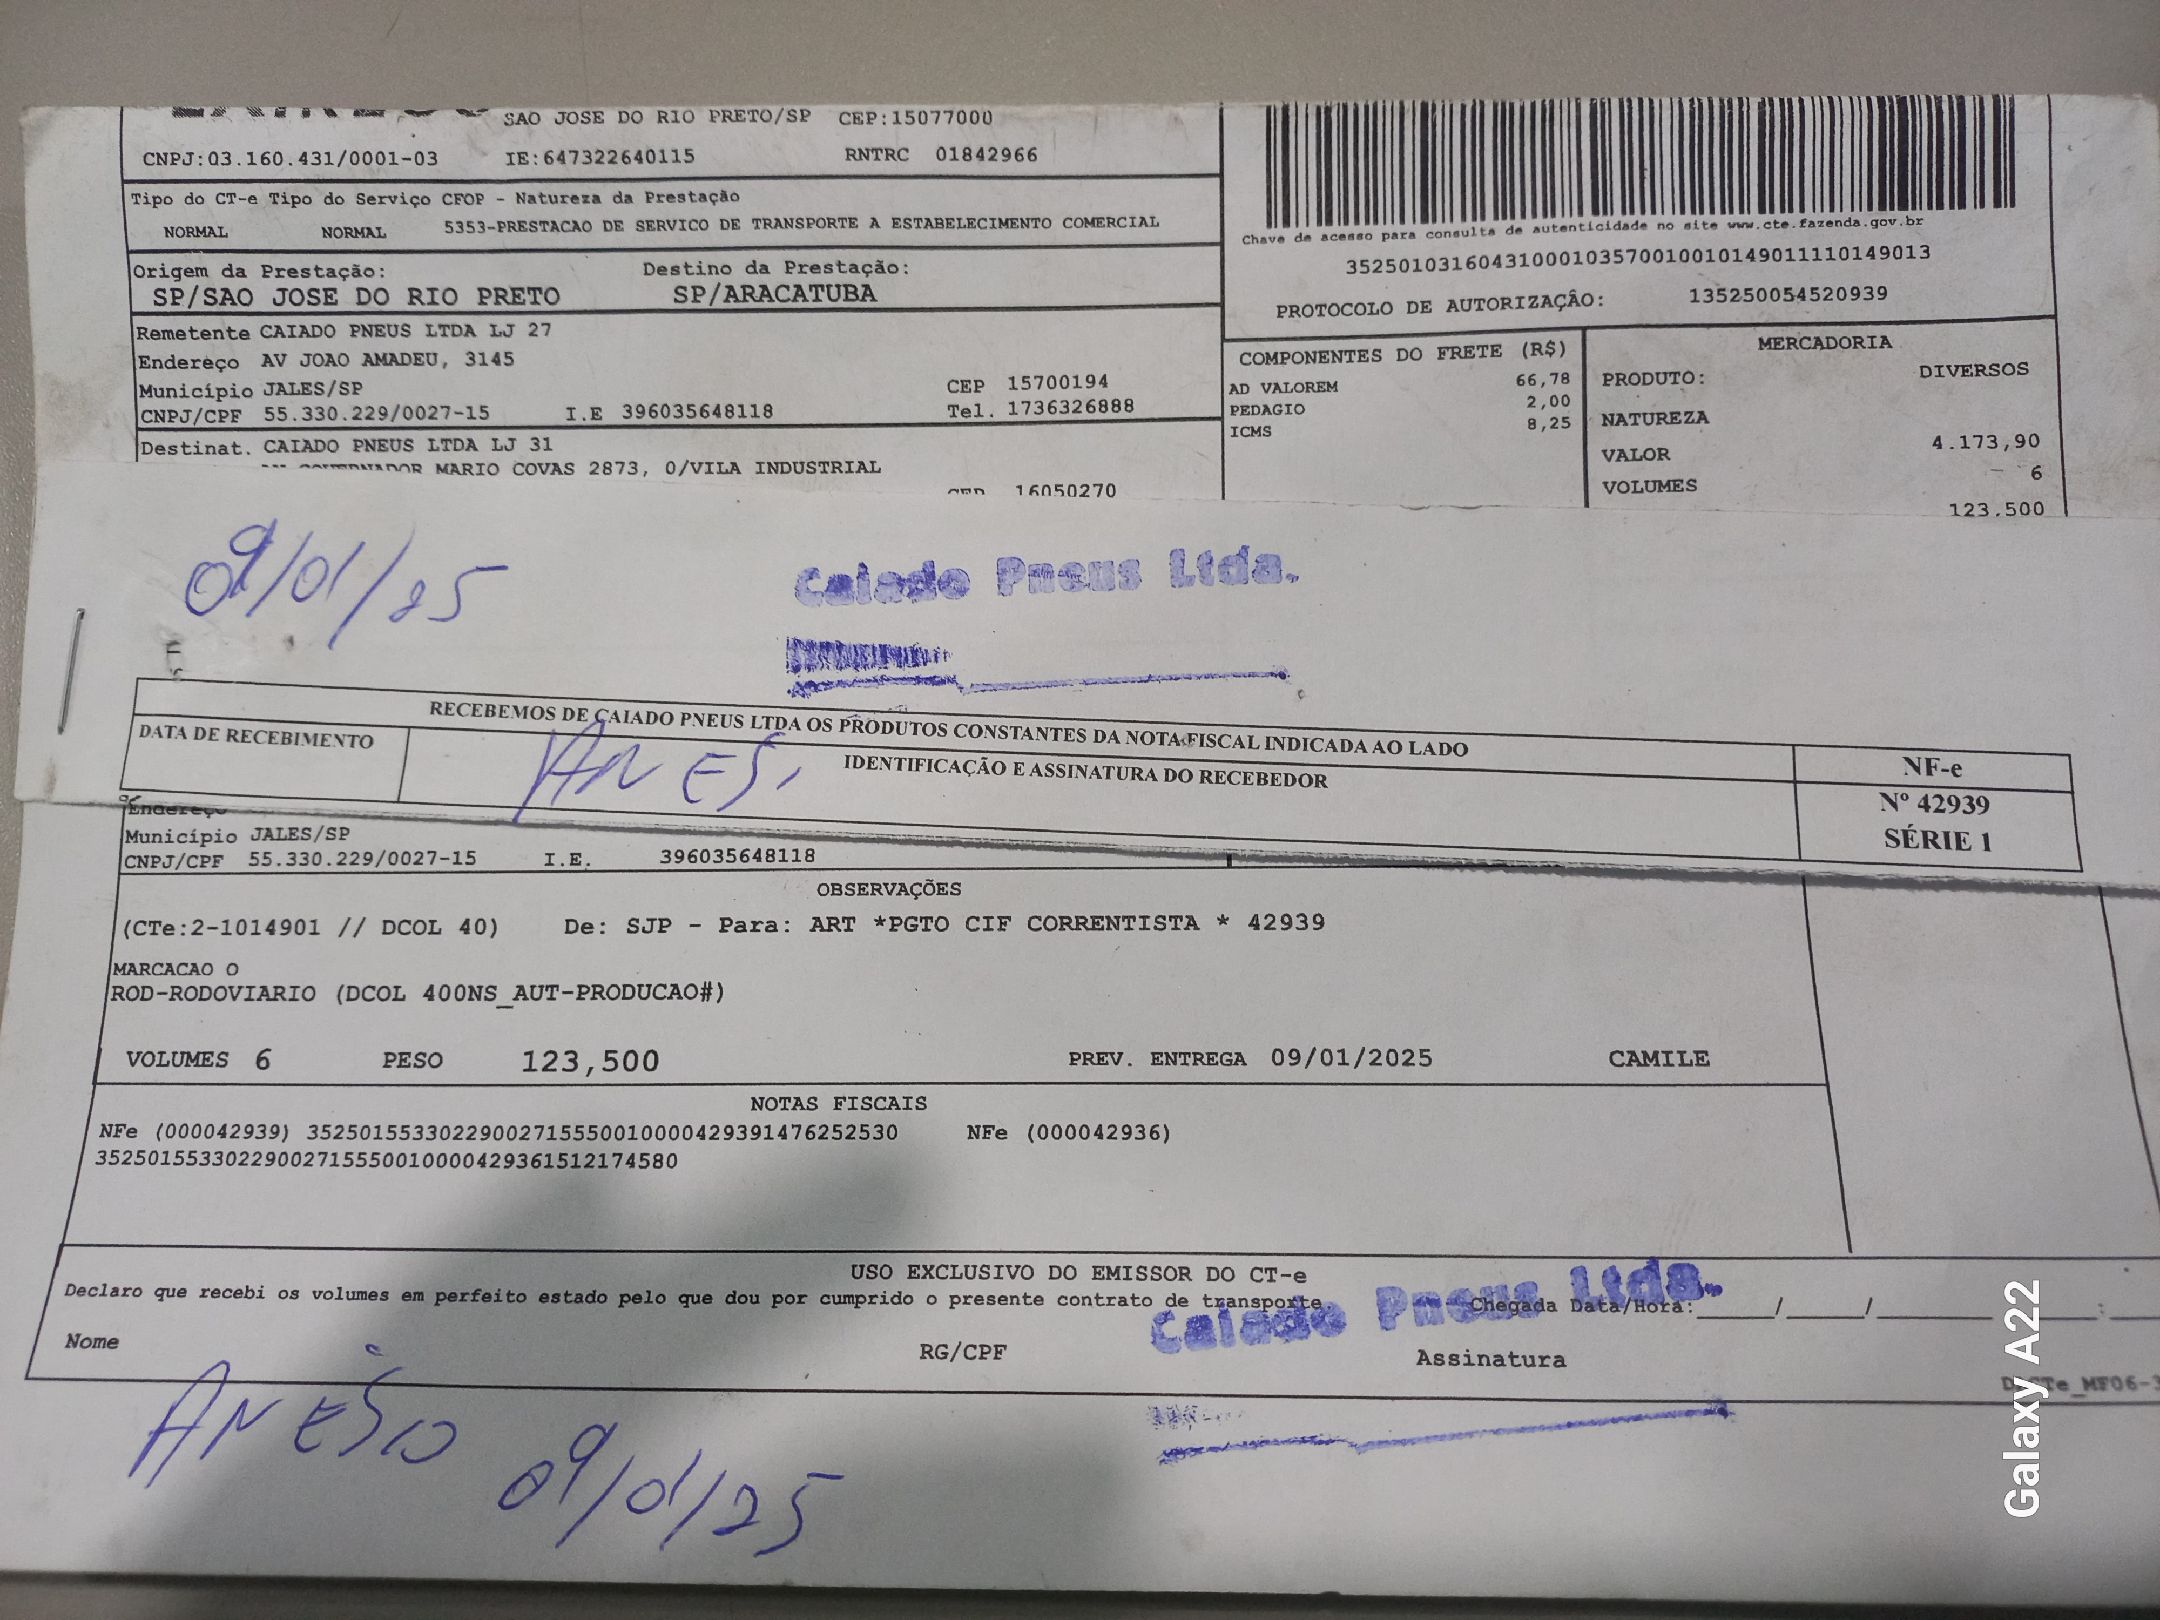 SAO JOSE DO RIO PRETO/SP CEP:15077000
CNPJ:03.160.431/0001-03 IE:647322640115 RNTRC 01842966
Tipo do CT-e Tipo do Serviço CFOP - Natureza da Prestação
NORMAL NORMAL 5353-PRESTACAO DE SERVICO DE TRANSPORTE A ESTABELECIMENTO COMERCIAL
Origem da Prestação: Destino da Prestação:
SP/SAO JOSE DO RIO PRETO SP/ARACATUBA
Remetente CAIADO PNEUS LTDA LJ 27
Endereço AV JOAO AMADEU, 3145
Município JALES/SP CEP 15700194
CNPJ/CPF 55.330.229/0027-15 I.E 396035648118 Tel. 1736326888
Destinat. CAIADO PNEUS LTDA LJ 31
GOVERNADOR MARIO COVAS 2873, 0/VILA INDUSTRIAL
CEP 16050270
Chave de acesso para consulta de autenticidade no site www.cte.fazenda.gov.br
35250103160431000103570010010149011110149013
PROTOCOLO DE AUTORIZAÇÂO: 135250054520939
COMPONENTES DO FRETE (R$)
AD VALOREM 66,78
PEDAGIO 2,00
ICMS 8,25
MERCADORIA
PRODUTO: DIVERSOS
NATUREZA
VALOR 4.173,90
VOLUMES 6
123.500
09/01/25
Caiado Pneus Ltda.
RECEBEMOS DE CAIADO PNEUS LTDA OS PRODUTOS CONSTANTES DA NOTA FISCAL INDICADA AO LADO
DATA DE RECEBIMENTO
IDENTIFICAÇÃO E ASSINATURA DO RECEBEDOR
ANES.
NF-e
Nº 42939
SÉRIE 1
Endereço
Município JALES/SP
CNPJ/CPF 55.330.229/0027-15 I.E. 396035648118
OBSERVAÇÕES
(CTe:2-1014901 // DCOL 40) De: SJP - Para: ART *PGTO CIF CORRENTISTA * 42939
MARCACAO O
ROD-RODOVIARIO (DCOL 400NS_AUT-PRODUCAO#)
VOLUMES 6 PESO 123,500 PREV. ENTREGA 09/01/2025 CAMILE
NOTAS FISCAIS
NFe (000042939) 35250155330229002715550010000429391476252530 NFe (000042936)
35250155330229002715550010000429361512174580
USO EXCLUSIVO DO EMISSOR DO CT-e
Declaro que recebi os volumes em perfeito estado pelo que dou por cumprido o presente contrato de transporte. Chegada Data/Hora:_____/_____/
Caiado Pneus Ltda.
Nome RG/CPF Assinatura
ANESIO 09/01/25
Galaxy A22